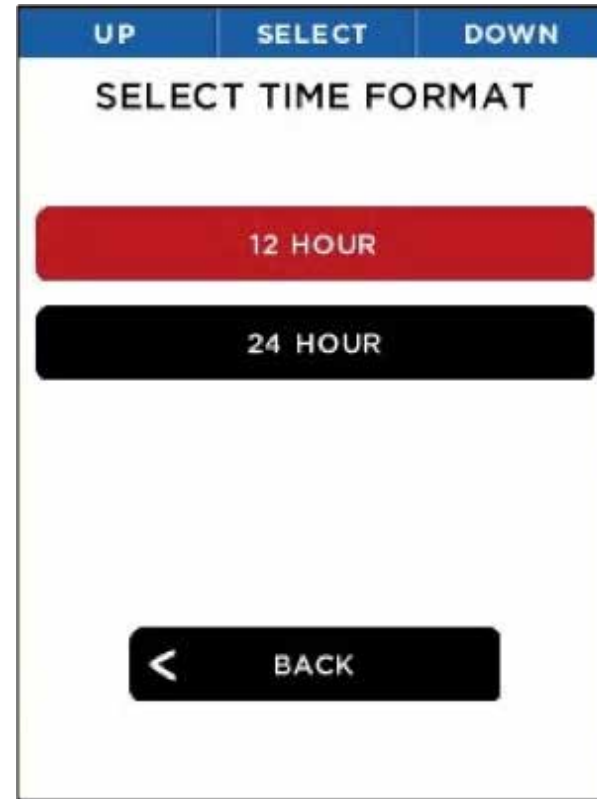 UP SELECT DOWN
SELECT TIME FORMAT
12 HOUR
24 HOUR
< BACK